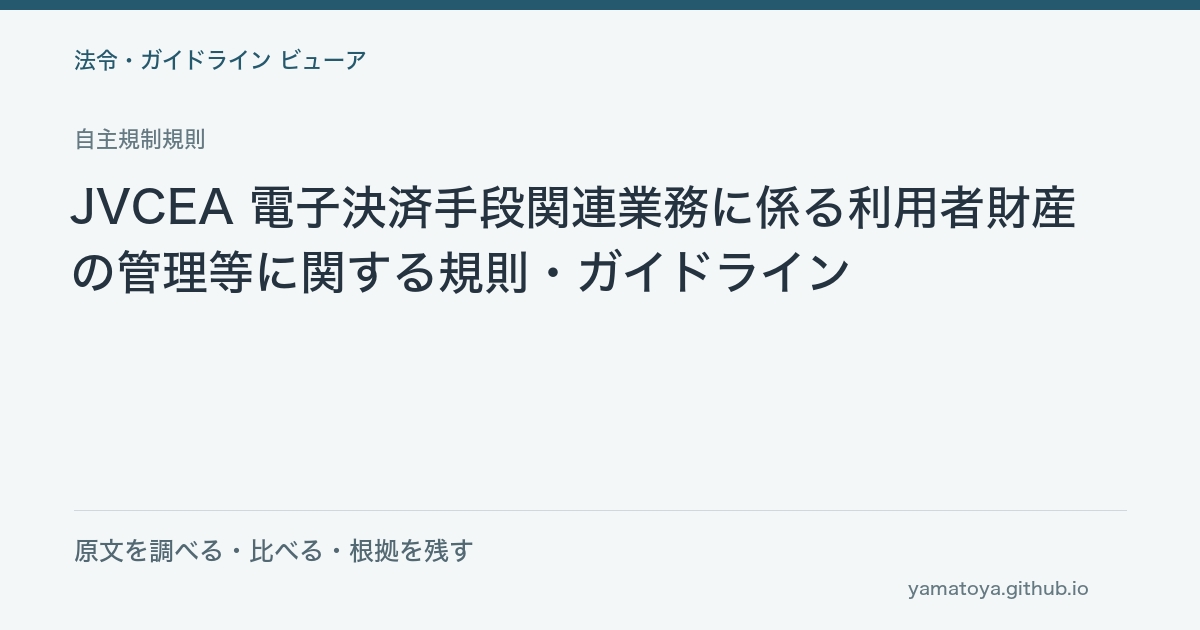 法令・ガイドライン ビューア
自主規制規則
JVCEA 電子決済手段関連業務に係る利用者財産
の管理等に関する規則・ガイドライン
原文を調べる・比べる・根拠を残す
yamatoya.github.io